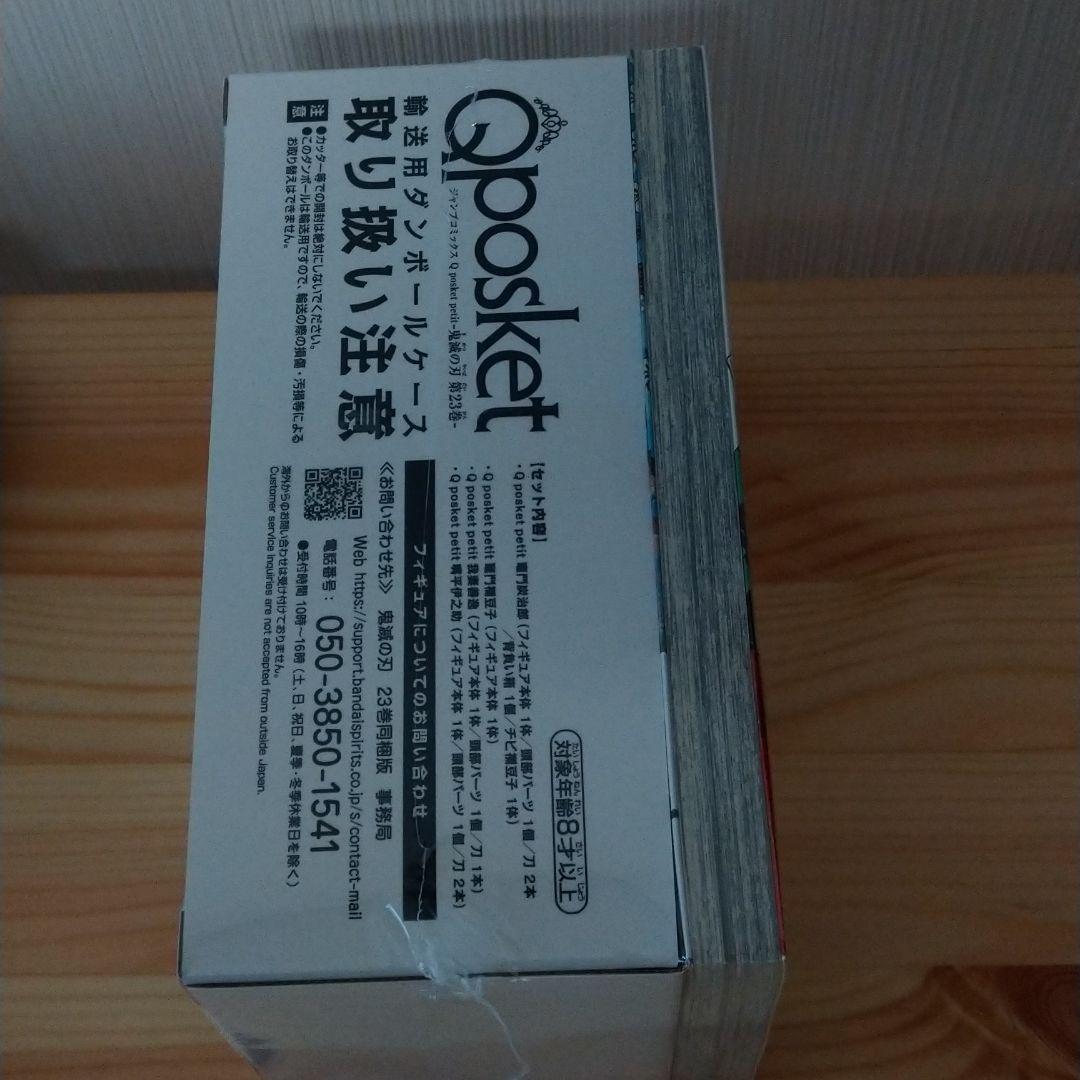 Qposket
ジャンプコミックス Q posket petit-鬼滅の刃 第23巻-
輸送用ダンボールケース
取り扱い注意
注意
●カッター等での開封は絶対にしないでください。
●このダンボールは輸送用ですので、輸送の際の損傷・汚損等による
お取り替えはできません。
【セット内容】
・Q posket petit 竈門炭治郎（フィギュア本体 1体／頭部パーツ 1個／刀 2本
／背負い箱 1個／チビ禰豆子 1体）
・Q posket petit 竈門禰豆子（フィギュア本体 1体）
・Q posket petit 我妻善逸（フィギュア本体 1体／頭部パーツ 1個／刀 1本）
・Q posket petit 嘴平伊之助（フィギュア本体 1体／頭部パーツ 1個／刀 2本）
対象年齢8才以上
たいしょうねんれい さい いじょう
フィギュアについてのお問い合わせ
≪お問い合わせ先≫ 鬼滅の刃 23巻同梱版 事務局
Web https://support.bandaispirits.co.jp/s/contact-mail
電話番号： 050-3850-1541
●受付時間 10時～16時（土、日、祝日、夏季・冬季休業日を除く）
海外からのお問い合わせは受け付けておりません。
Customer service inquiries are not accepted from outside Japan.